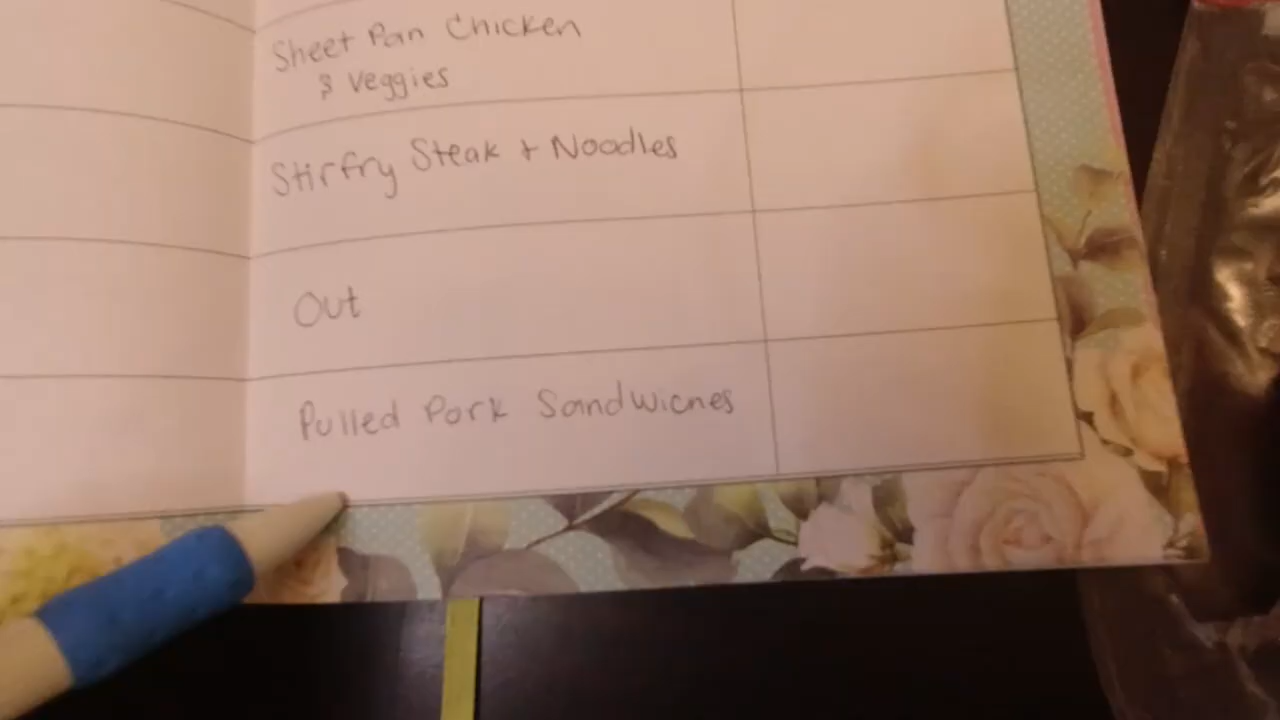 Sheet Pan Chicken
& Veggies
Stirfry Steak + Noodles
Out
Pulled Pork Sandwiches